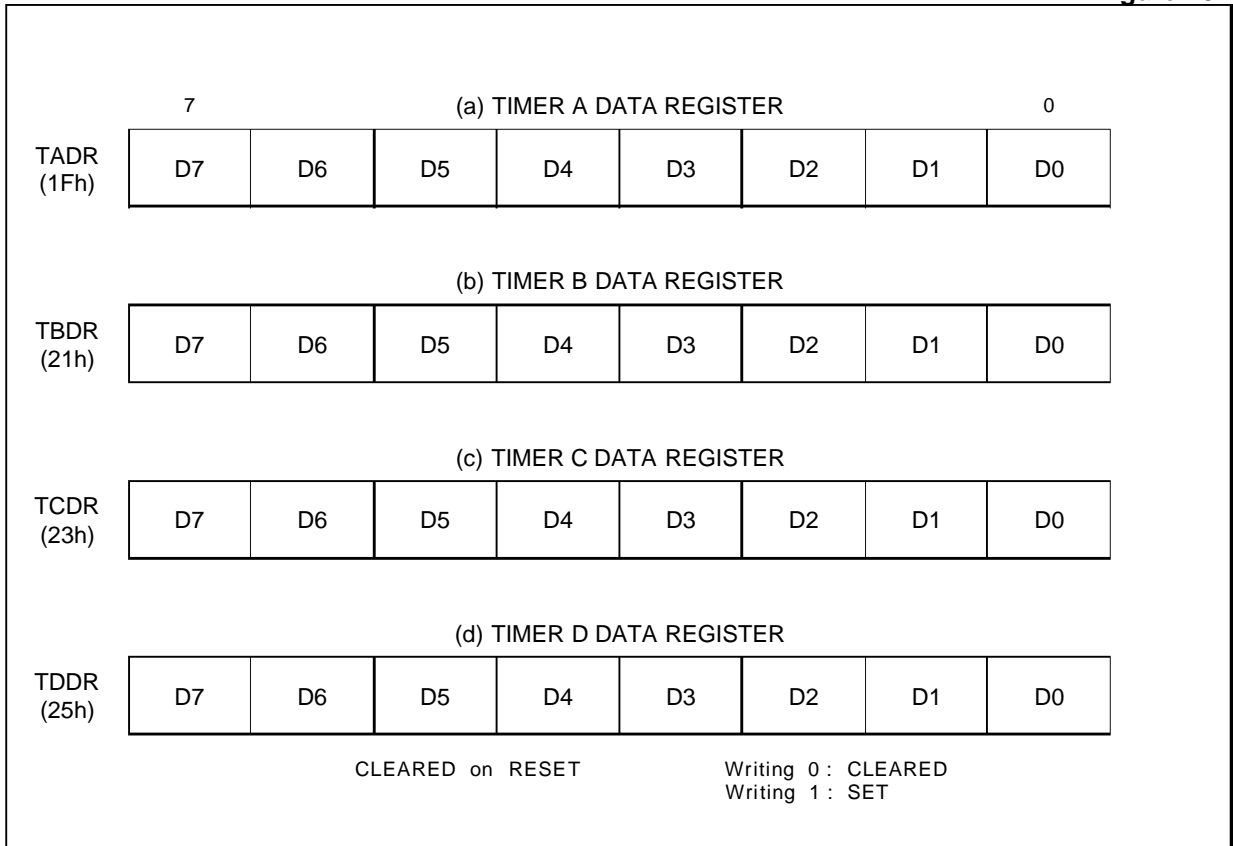 7 (a) TIMER A DATA REGISTER 0
TADR
(1Fh)
D7 D6 D5 D4 D3 D2 D1 D0
(b) TIMER B DATA REGISTER
TBDR
(21h)
D7 D6 D5 D4 D3 D2 D1 D0
(c) TIMER C DATA REGISTER
TCDR
(23h)
D7 D6 D5 D4 D3 D2 D1 D0
(d) TIMER D DATA REGISTER
TDDR
(25h)
D7 D6 D5 D4 D3 D2 D1 D0
CLEARED on RESET Writing 0 : CLEARED
Writing 1 : SET